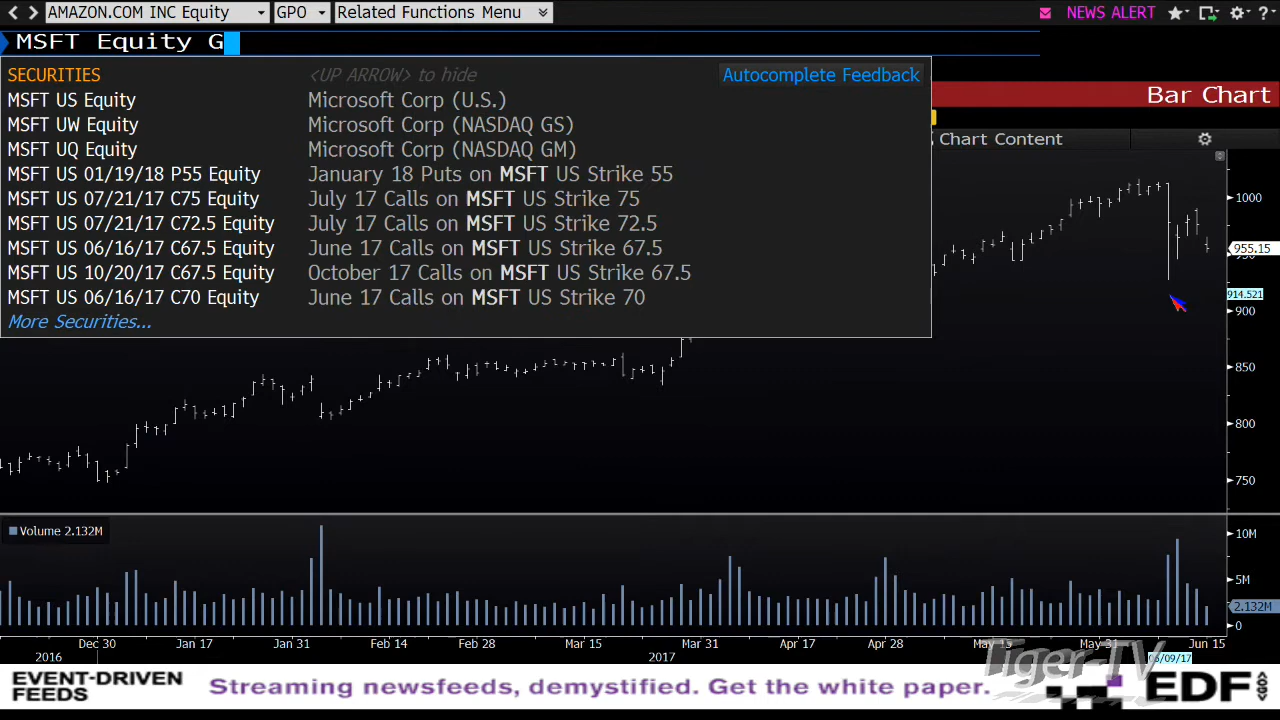 AMAZON.COM INC Equity GPO Related Functions Menu NEWS ALERT ?
MSFT Equity G
SECURITIES <UP ARROW> to hide Autocomplete Feedback
MSFT US Equity Microsoft Corp (U.S.)
MSFT UW Equity Microsoft Corp (NASDAQ GS)
MSFT UQ Equity Microsoft Corp (NASDAQ GM)
MSFT US 01/19/18 P55 Equity January 18 Puts on MSFT US Strike 55
MSFT US 07/21/17 C75 Equity July 17 Calls on MSFT US Strike 75
MSFT US 07/21/17 C72.5 Equity July 17 Calls on MSFT US Strike 72.5
MSFT US 06/16/17 C67.5 Equity June 17 Calls on MSFT US Strike 67.5
MSFT US 10/20/17 C67.5 Equity October 17 Calls on MSFT US Strike 67.5
MSFT US 06/16/17 C70 Equity June 17 Calls on MSFT US Strike 70
More Securities...
Bar Chart
Chart Content
1000
955.15
914.521
900
850
800
750
Volume 2.132M
10M
5M
2.132M
0
Dec 30 Jan 17 Jan 31 Feb 14 Feb 28 Mar 15 Mar 31 Apr 17 Apr 28 May 15 May 31 Jun 15
2016 2017 06/09/17
Tiger-TV
EVENT-DRIVEN
FEEDS
Streaming newsfeeds, demystified. Get the white paper.
EDF